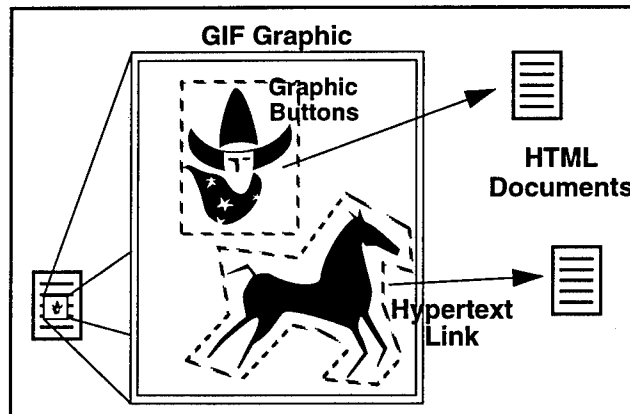 GIF Graphic
Graphic
Buttons
HTML
Documents
Hypertext
Link